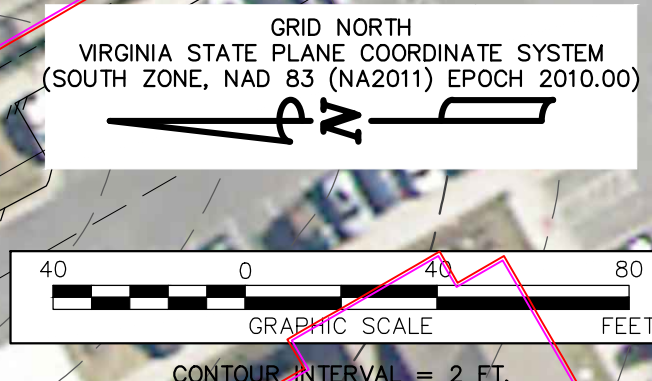 GRID NORTH
VIRGINIA STATE PLANE COORDINATE SYSTEM
(SOUTH ZONE, NAD 83 (NA2011) EPOCH 2010.00)
N
40 0 40 80
GRAPHIC SCALE FEET
CONTOUR INTERVAL = 2 FT.